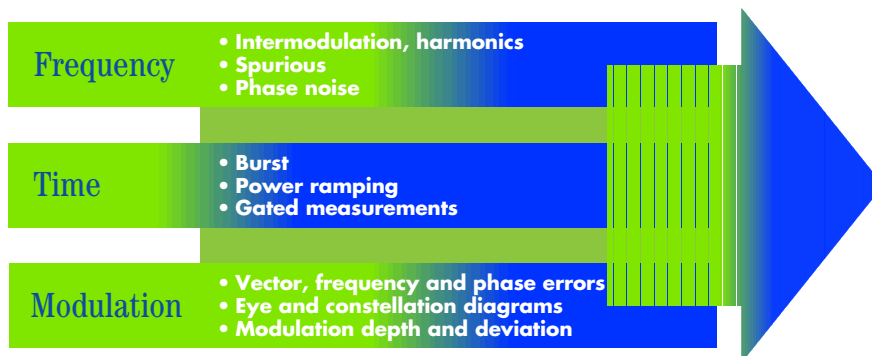 Frequency
• Intermodulation, harmonics
• Spurious
• Phase noise
Time
• Burst
• Power ramping
• Gated measurements
Modulation
• Vector, frequency and phase errors
• Eye and constellation diagrams
• Modulation depth and deviation